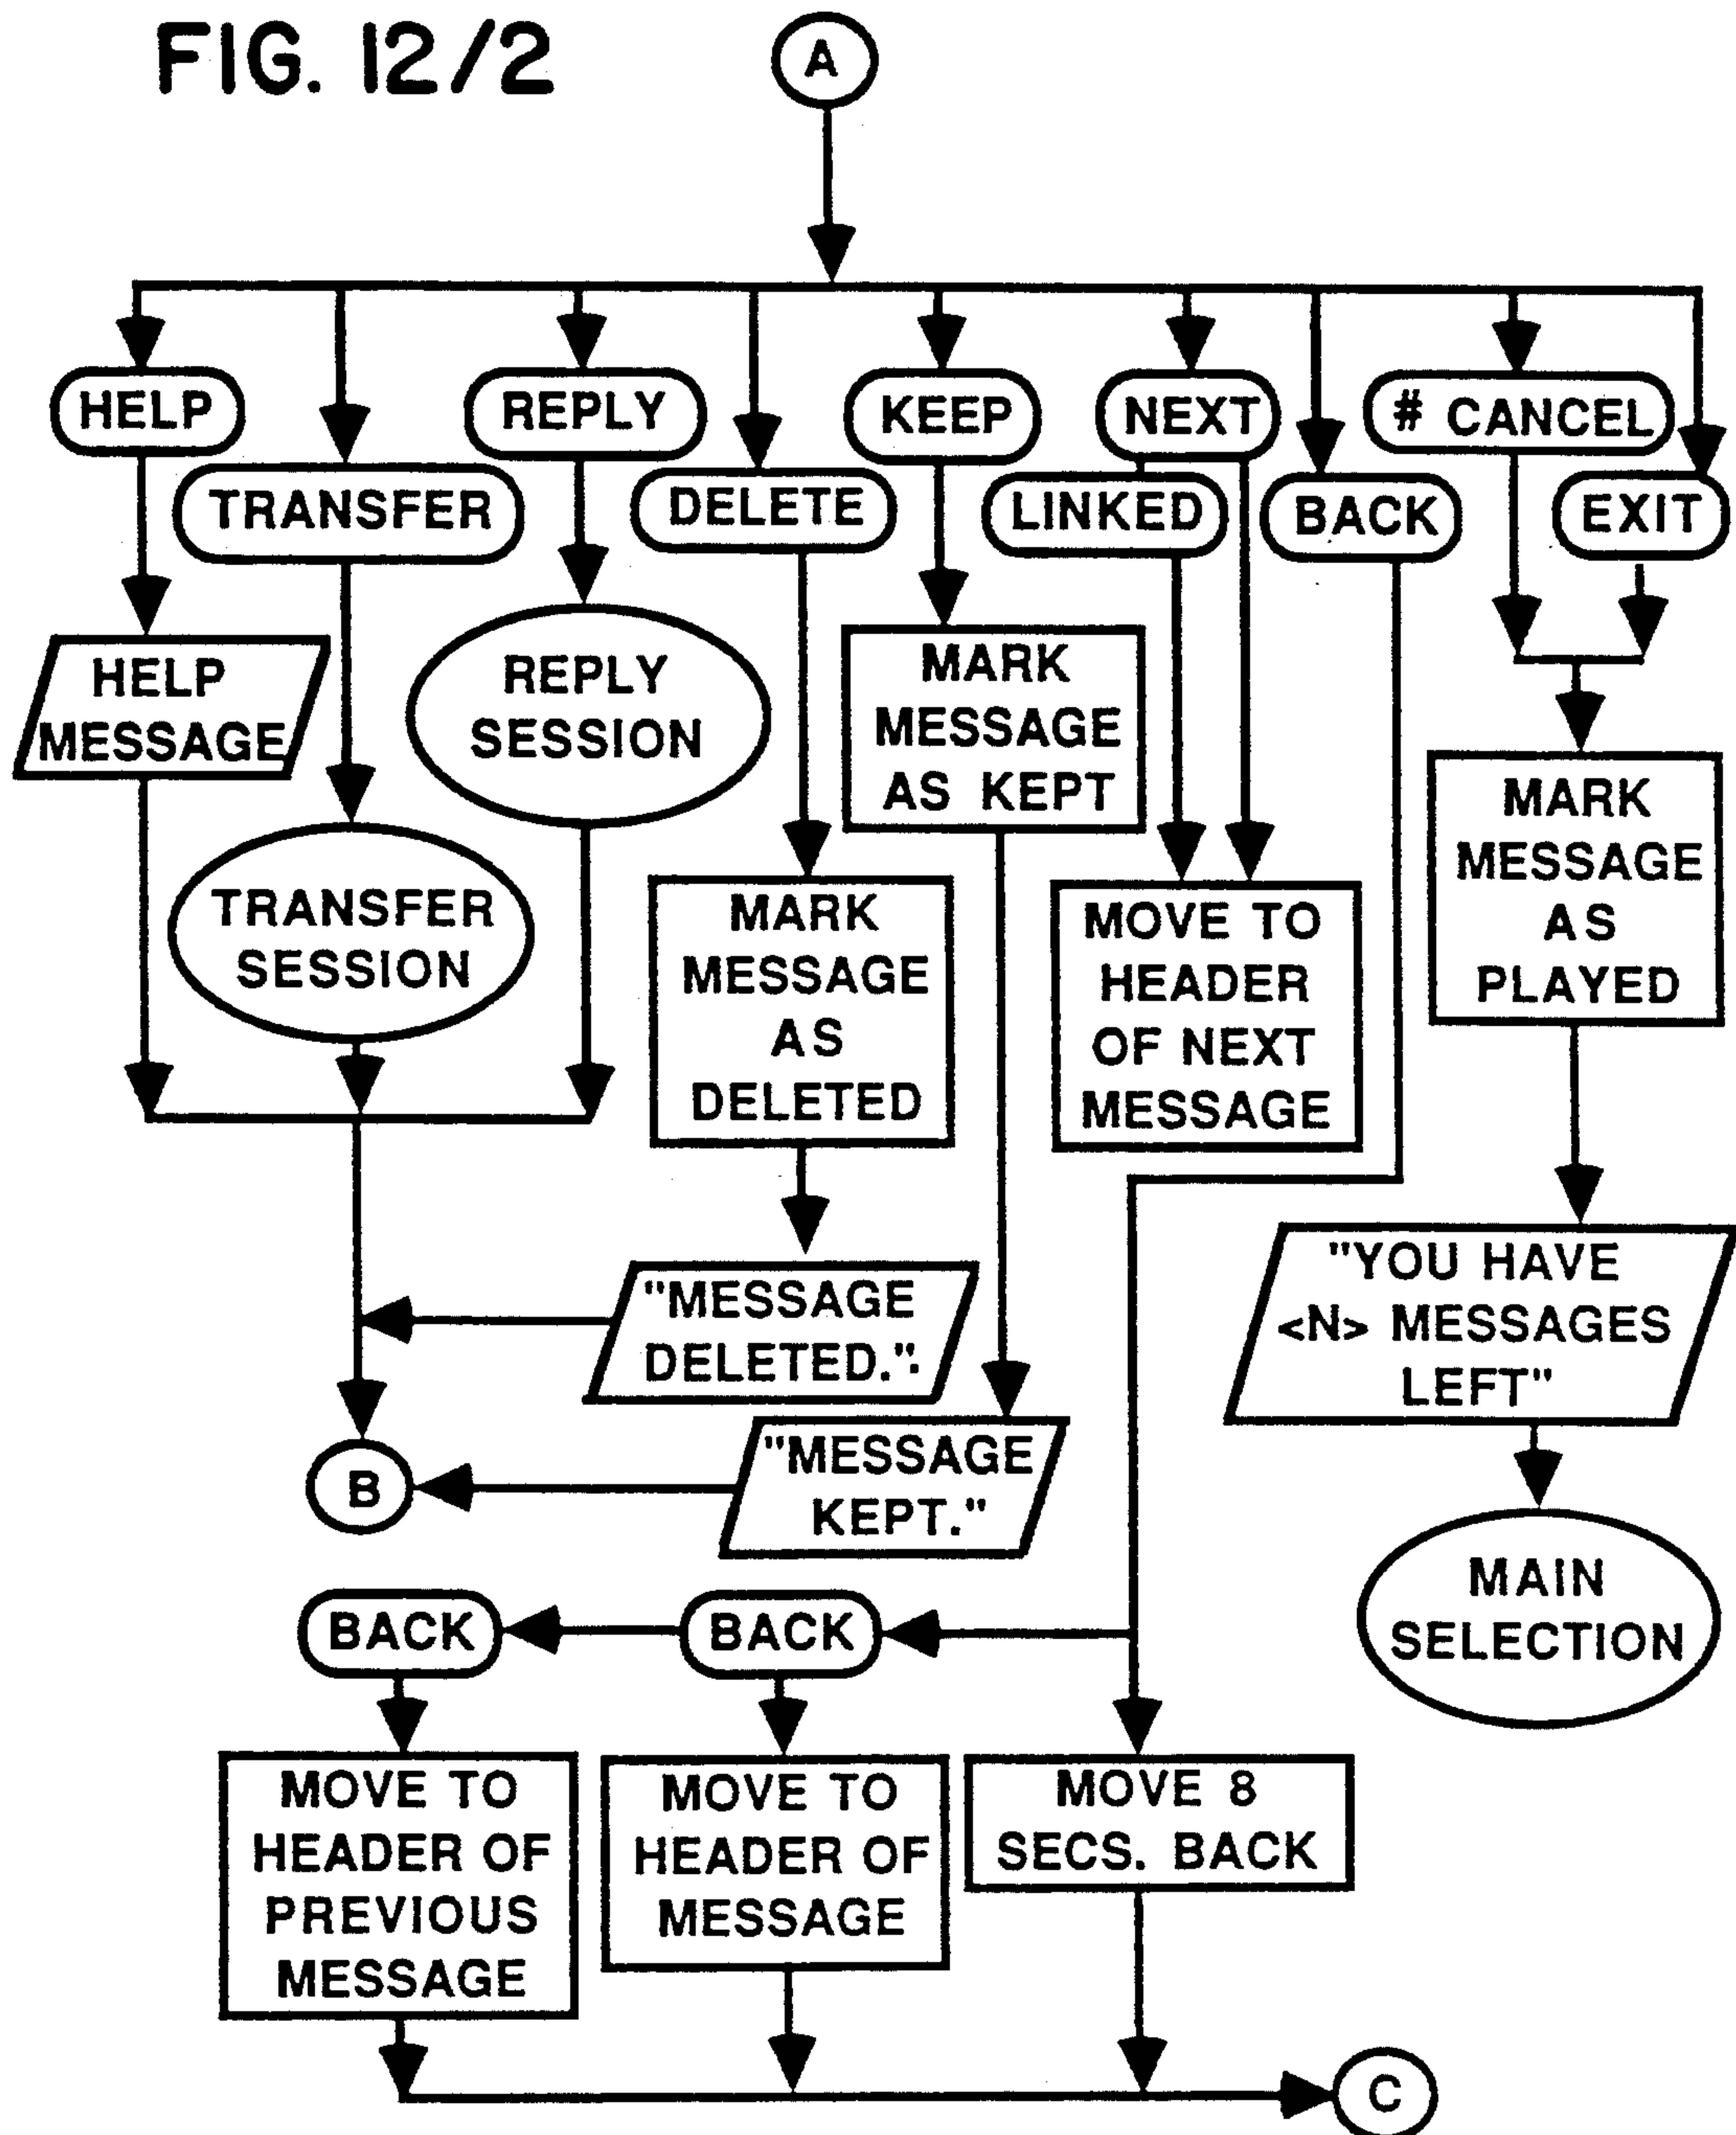 FIG. 12/2
A
HELP
REPLY
KEEP
NEXT
# CANCEL
TRANSFER
DELETE
LINKED
BACK
EXIT
HELP
MESSAGE
REPLY
SESSION
MARK
MESSAGE
AS KEPT
MARK
MESSAGE
AS
PLAYED
TRANSFER
SESSION
MARK
MESSAGE
AS
DELETED
MOVE TO
HEADER
OF NEXT
MESSAGE
"MESSAGE
DELETED."
"YOU HAVE
<N> MESSAGES
LEFT"
B
"MESSAGE
KEPT."
MAIN
SELECTION
BACK
BACK
MOVE TO
HEADER OF
PREVIOUS
MESSAGE
MOVE TO
HEADER OF
MESSAGE
MOVE 8
SECS. BACK
C